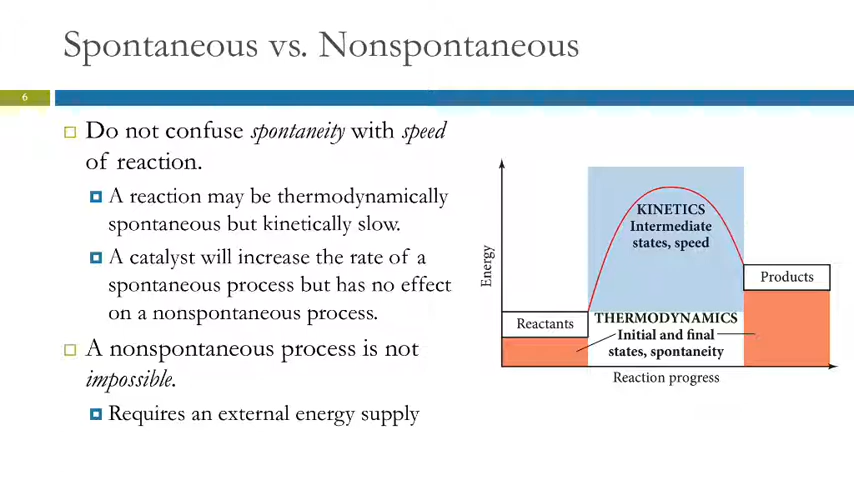 Spontaneous vs. Nonspontaneous
6
Do not confuse spontaneity with speed
of reaction.
A reaction may be thermodynamically
spontaneous but kinetically slow.
A catalyst will increase the rate of a
spontaneous process but has no effect
on a nonspontaneous process.
A nonspontaneous process is not
impossible.
Requires an external energy supply
Energy
KINETICS
Intermediate
states, speed
Products
Reactants
THERMODYNAMICS
Initial and final
states, spontaneity
Reaction progress